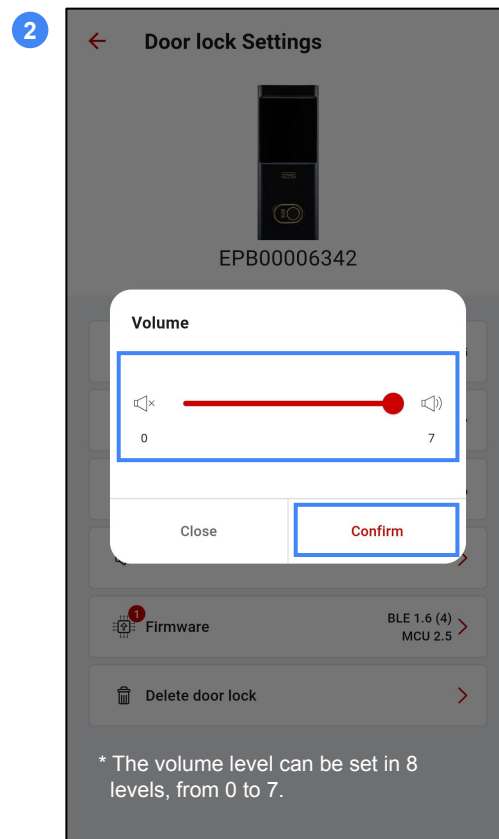 2
Door lock Settings
EPB00006342
Volume
0
7
Close
Confirm
1
Firmware
BLE 1.6 (4)
MCU 2.5
Delete door lock
* The volume level can be set in 8
levels, from 0 to 7.